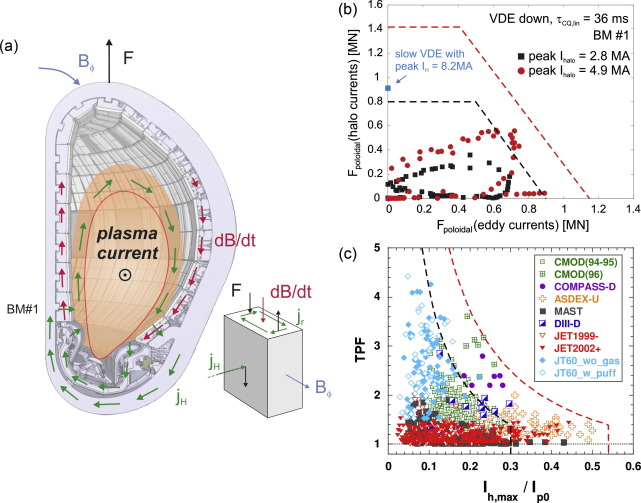 (a)
B𝜙
F
plasma
current
dB/dt
BM#1
F
dB/dt
jr
jH
jH
B𝜙
(b)
1.6
1.4
1.2
1
0.8
0.6
0.4
0.2
0
Fpoloidal(halo currents) [MN]
VDE down, τCQ,lin = 36 ms
BM #1
slow VDE with
peak IH = 8.2MA
peak Ihalo = 2.8 MA
peak Ihalo = 4.9 MA
0 0.2 0.4 0.6 0.8 1 1.2 1.4
Fpoloidal(eddy currents) [MN]
(c)
5
4
3
2
1
TPF
CMOD(94-95)
CMOD(96)
COMPASS-D
ASDEX-U
MAST
DIII-D
JET1999-
JET2002+
JT60_wo_gas
JT60_w_puff
0.0 0.1 0.2 0.3 0.4 0.5 0.6
Ih,max / Ip0